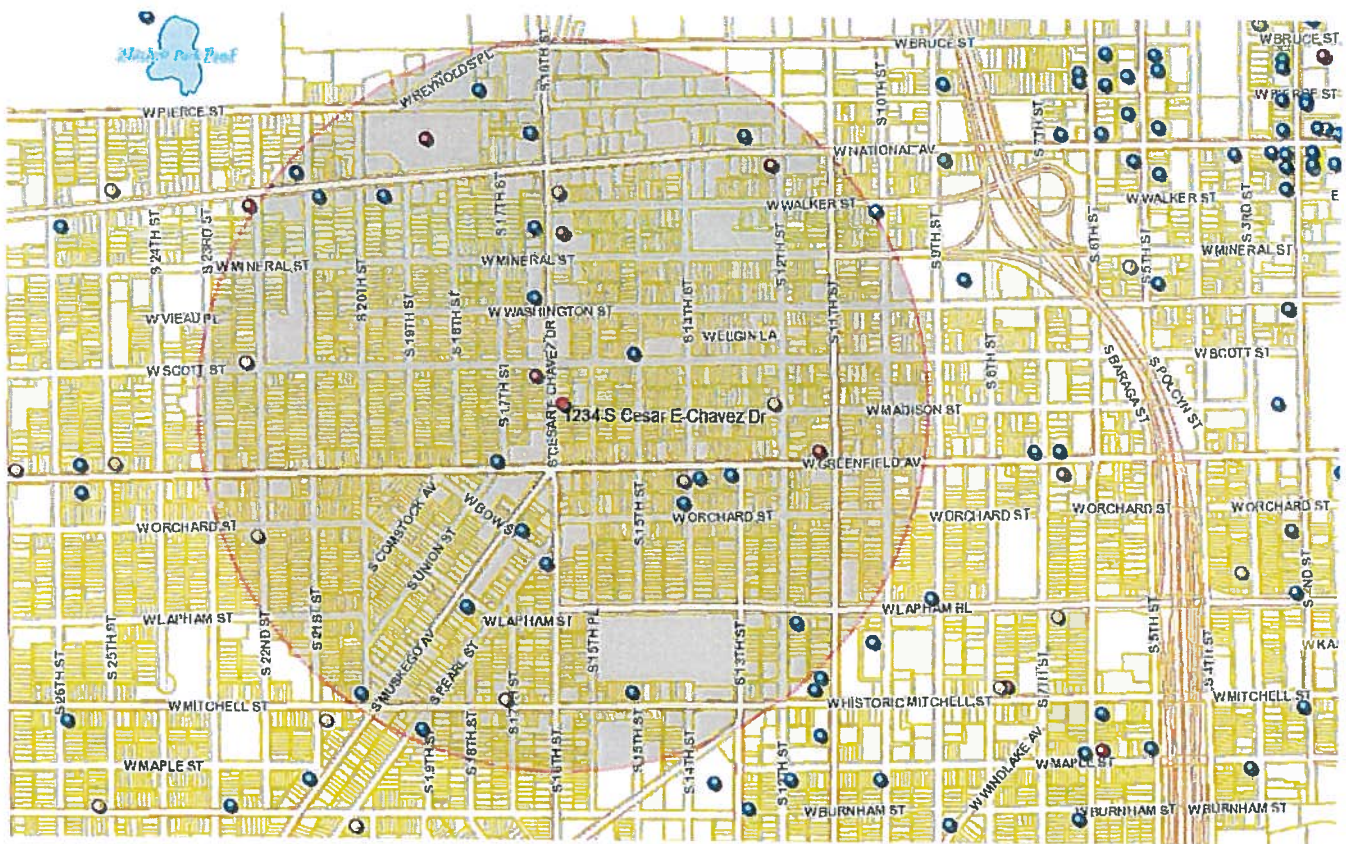 W BRUCE ST
W BRUCE ST
W REYNOLDS PL
S 16TH ST
S 10TH ST
W PIERCE ST
W PIERCE ST
S 7TH ST
W NATIONAL AV
S 17TH ST
W WALKER ST
W WALKER ST
E
S 24TH ST
S 23RD ST
S 12TH ST
S 9TH ST
S 6TH ST
S 5TH ST
S 3RD ST
W MINERAL ST
W MINERAL ST
W MINERAL ST
S 20TH ST
W VIEAU PL
S 19TH ST
S 18TH ST
W WASHINGTON ST
S 14TH ST
W ELGIN LA
S 11TH ST
W SCOTT ST
W SCOTT ST
S 17TH ST
S CESAR E CHAVEZ DR
S 8TH ST
S BARAGA ST
S POLCYN ST
1234 S Cesar E-Chavez Dr
W MADISON ST
W GREENFIELD AV
S COMSTOCK AV
W BOW ST
W ORCHARD ST
S UNION ST
S 15TH ST
W ORCHARD ST
W ORCHARD ST
W ORCHARD ST
W ORCHARD ST
S 2ND ST
W LAPHAM ST
W LAPHAM ST
W LAPHAM BL
S 26TH ST
S 25TH ST
S 22ND ST
S 21ST ST
S MUSKEGO AV
S PEARL ST
S 15TH PL
S 13TH ST
S 7TH ST
S 5TH ST
S 4TH ST
W KA
W MITCHELL ST
S 17TH ST
W HISTORIC MITCHELL ST
W MITCHELL ST
W MAPLE ST
S 19TH ST
S 18TH ST
S 16TH ST
S 15TH ST
S 14TH ST
S 12TH ST
W WINDLAKE AV
W MAPLE ST
W BURNHAM ST
W BURNHAM ST
W BURNHAM ST